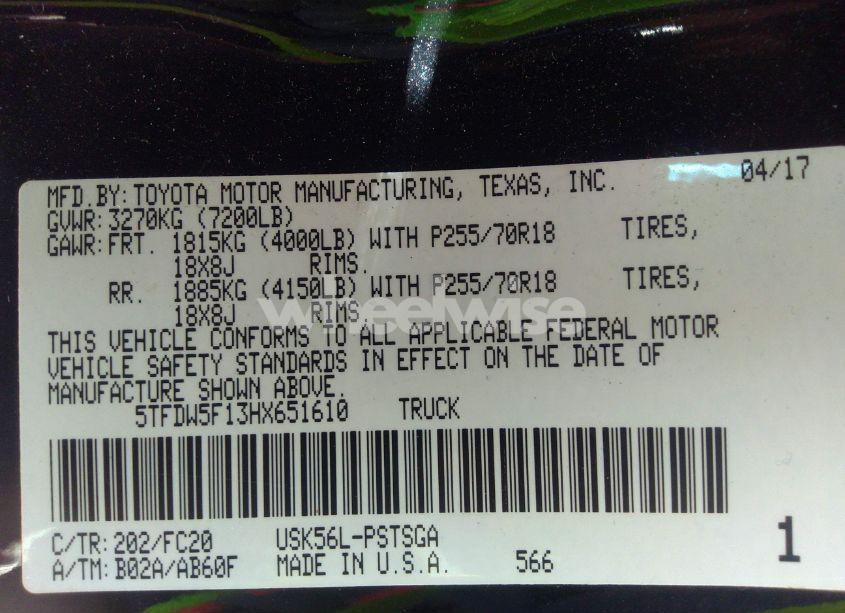 MFD.BY: TOYOTA MOTOR MANUFACTURING, TEXAS, INC. 04/17
GVWR: 3270KG (7200LB)
GAWR: FRT. 1815KG (4000LB) WITH P255/70R18 TIRES,
18X8J RIMS.
RR. 1885KG (4150LB) WITH P255/70R18 TIRES,
18X8J RIMS.
wheelwise
THIS VEHICLE CONFORMS TO ALL APPLICABLE FEDERAL MOTOR
VEHICLE SAFETY STANDARDS IN EFFECT ON THE DATE OF
MANUFACTURE SHOWN ABOVE.
5TFDW5F13HX651610 TRUCK
C/TR: 202/FC20 USK56L-PSTSGA 1
A/TM: B02A/AB60F MADE IN U.S.A. 566